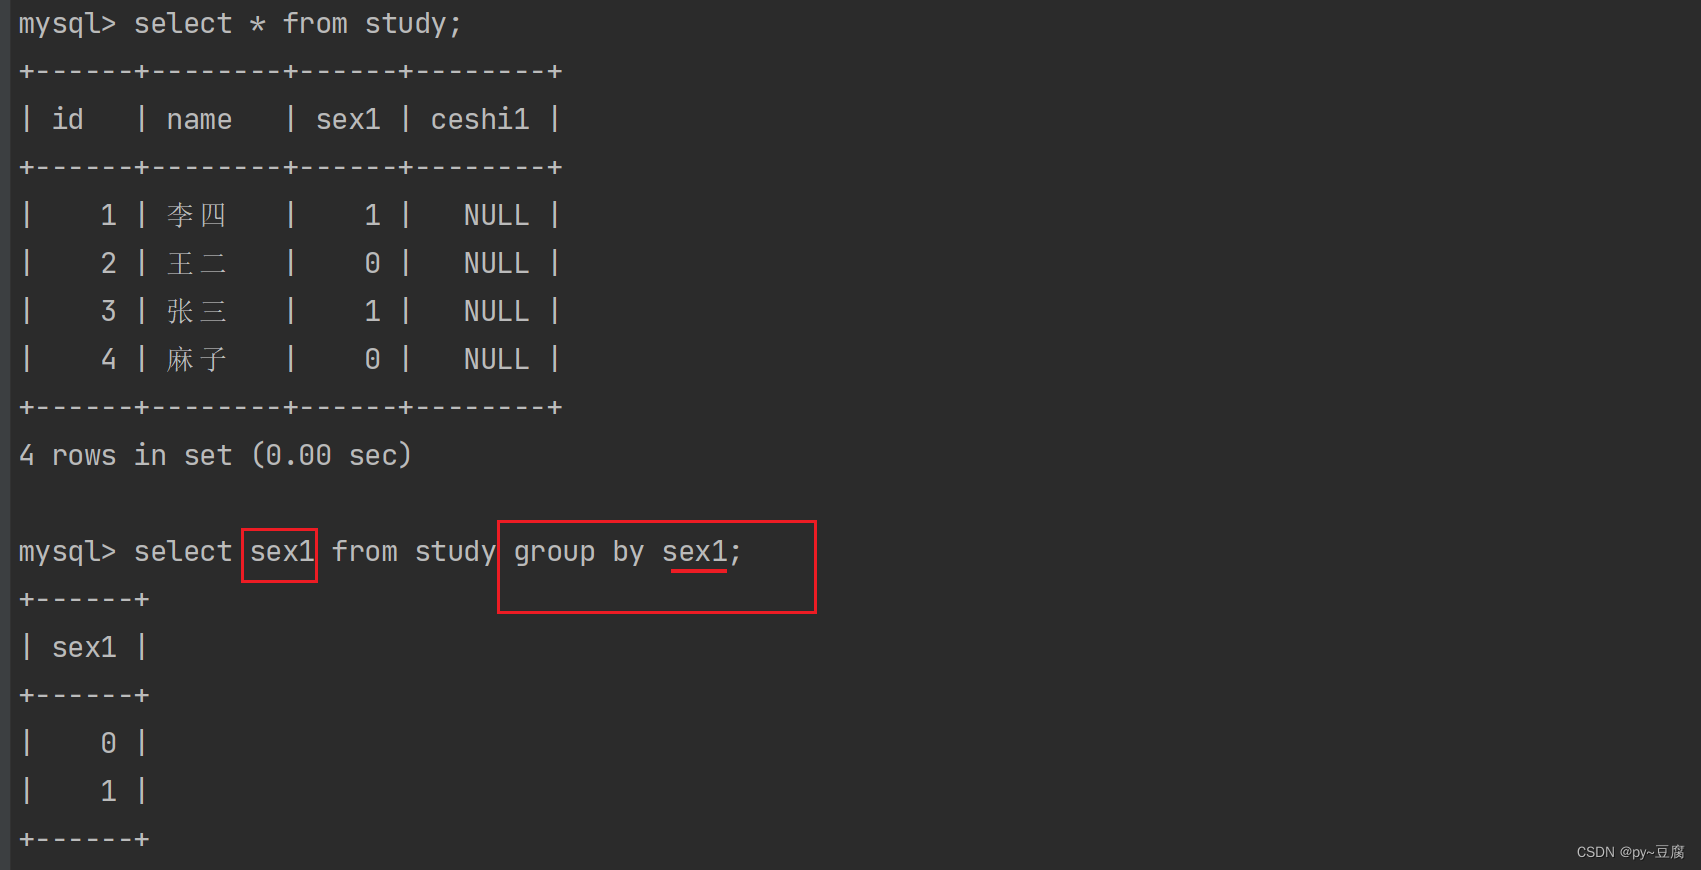 mysql> select * from study;
+------+--------+------+--------+
| id   | name   | sex1 | ceshi1 |
+------+--------+------+--------+
|    1 | 李四   |    1 |   NULL |
|    2 | 王二   |    0 |   NULL |
|    3 | 张三   |    1 |   NULL |
|    4 | 麻子   |    0 |   NULL |
+------+--------+------+--------+
4 rows in set (0.00 sec)
mysql> select sex1 from study group by sex1;
+------+
| sex1 |
+------+
|    0 |
|    1 |
+------+
CSDN @py~豆腐